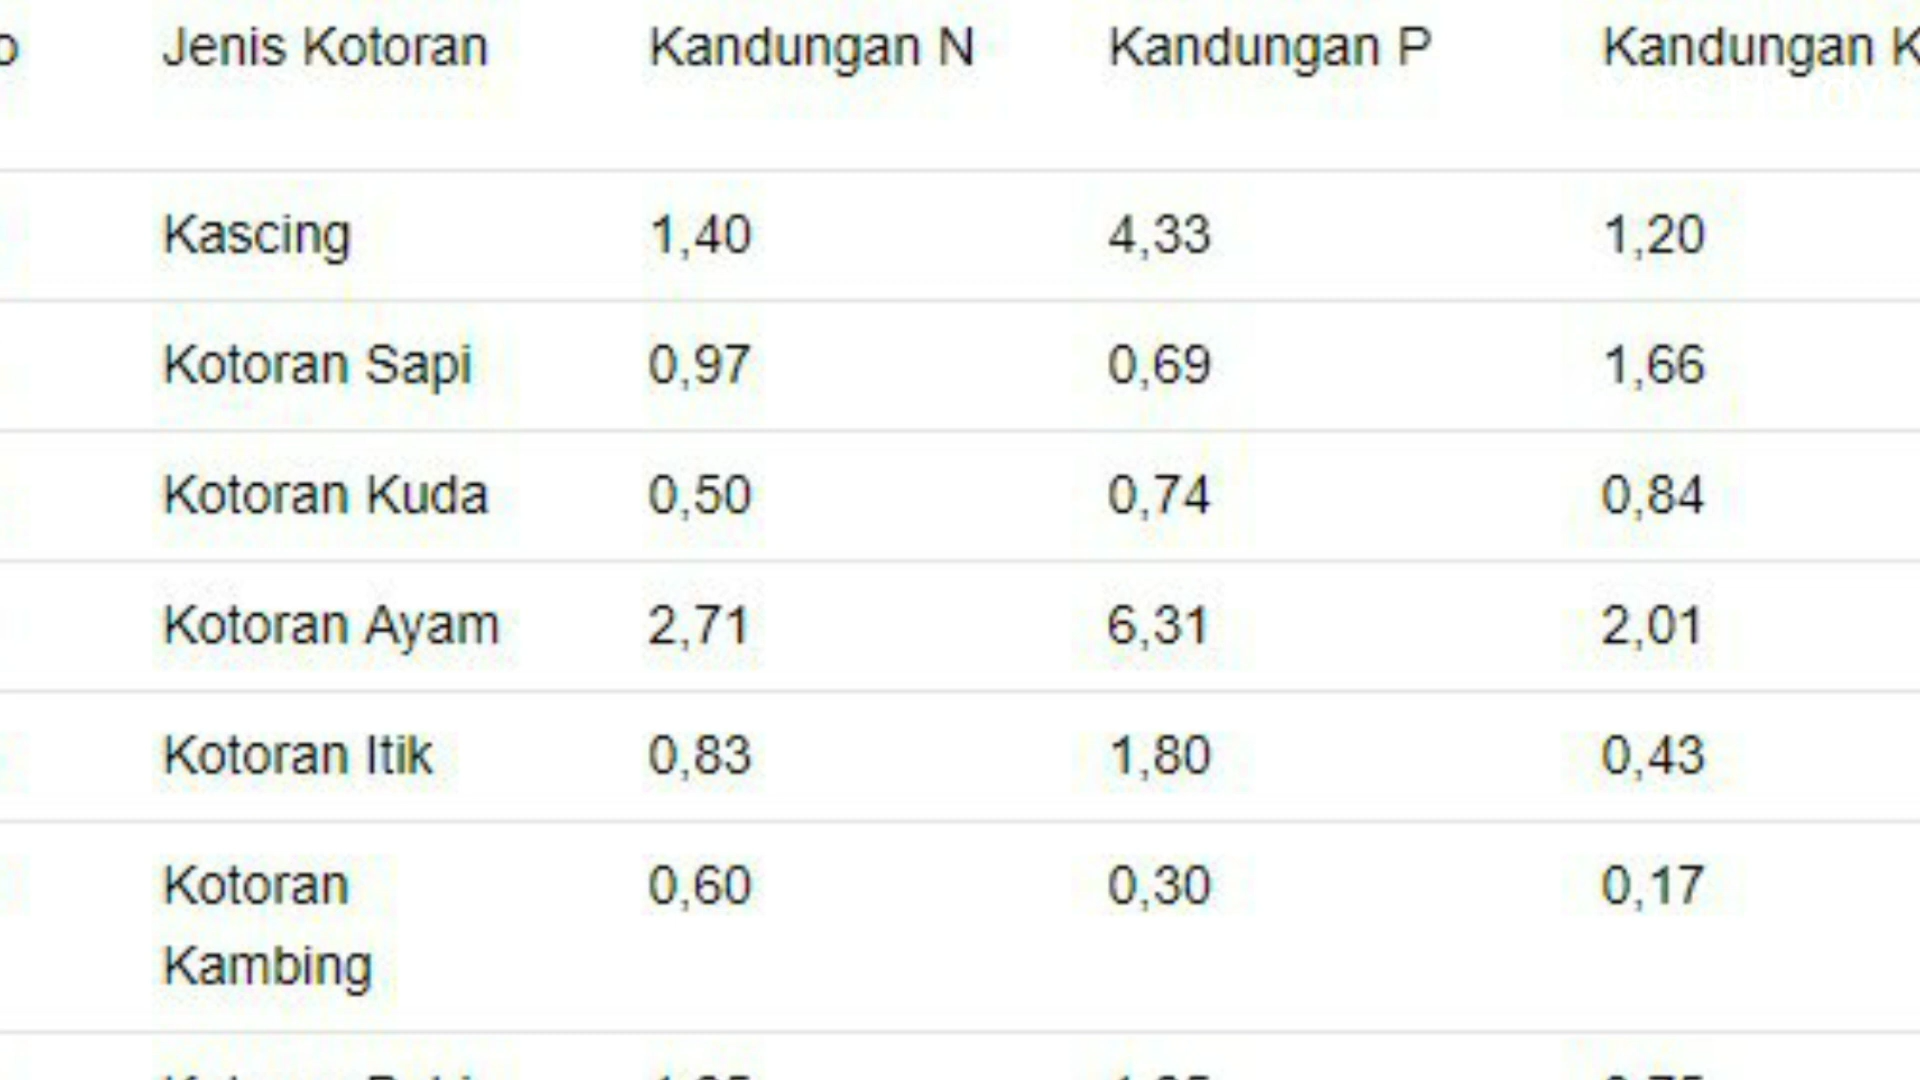 Jenis Kotoran Kandungan N Kandungan P Kandungan K
Kascing 1,40 4,33 1,20
Kotoran Sapi 0,97 0,69 1,66
Kotoran Kuda 0,50 0,74 0,84
Kotoran Ayam 2,71 6,31 2,01
Kotoran Itik 0,83 1,80 0,43
Kotoran 0,60 0,30 0,17
Kambing